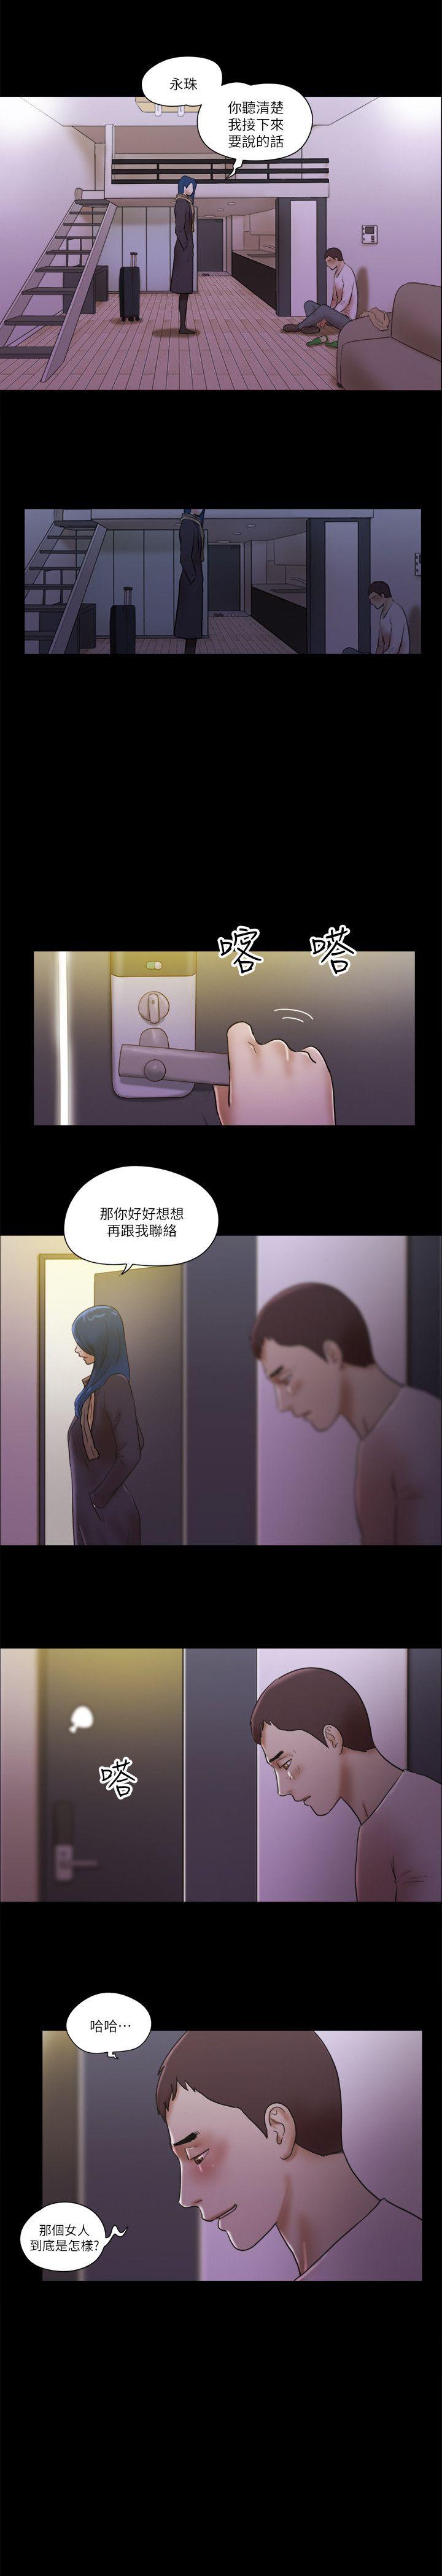 永珠
你聽清楚
我接下來
要說的話
喀 嗒
那你好好想想
再跟我聯絡
嗒
哈哈⋯
那個女人
到底是怎樣?